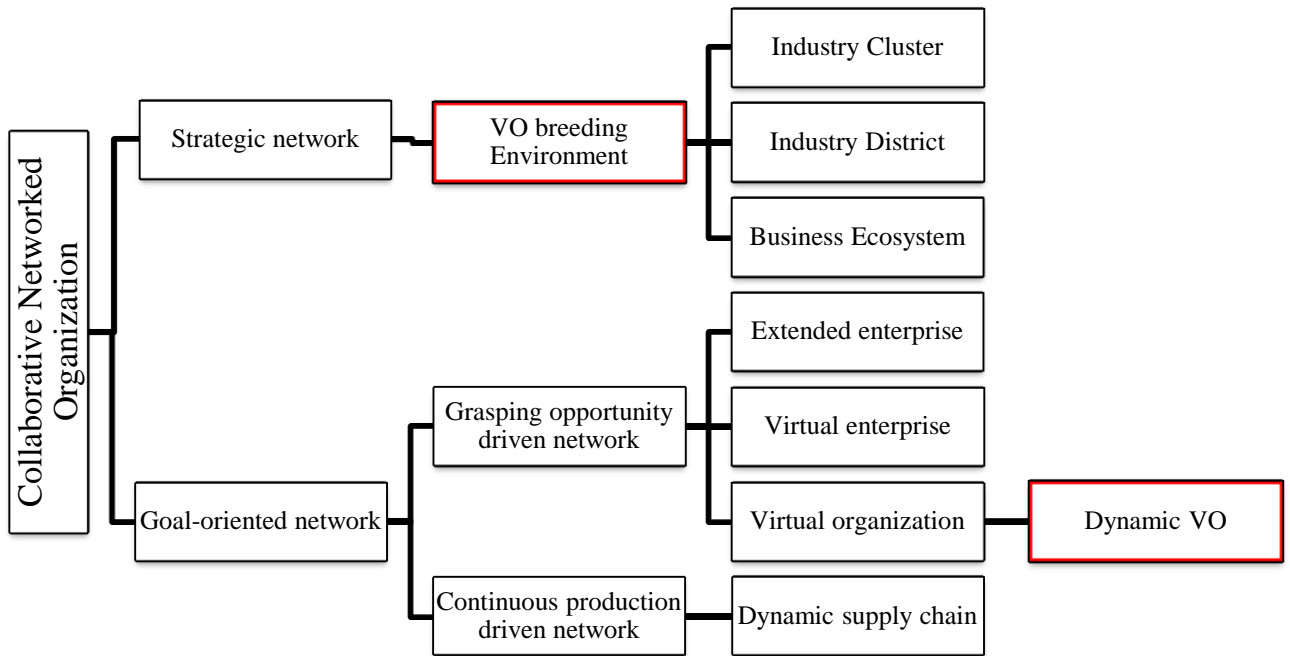 Collaborative Networked
Organization
Strategic network
VO breeding
Environment
Industry Cluster
Industry District
Business Ecosystem
Goal-oriented network
Grasping opportunity
driven network
Extended enterprise
Virtual enterprise
Virtual organization
Dynamic VO
Continuous production
driven network
Dynamic supply chain